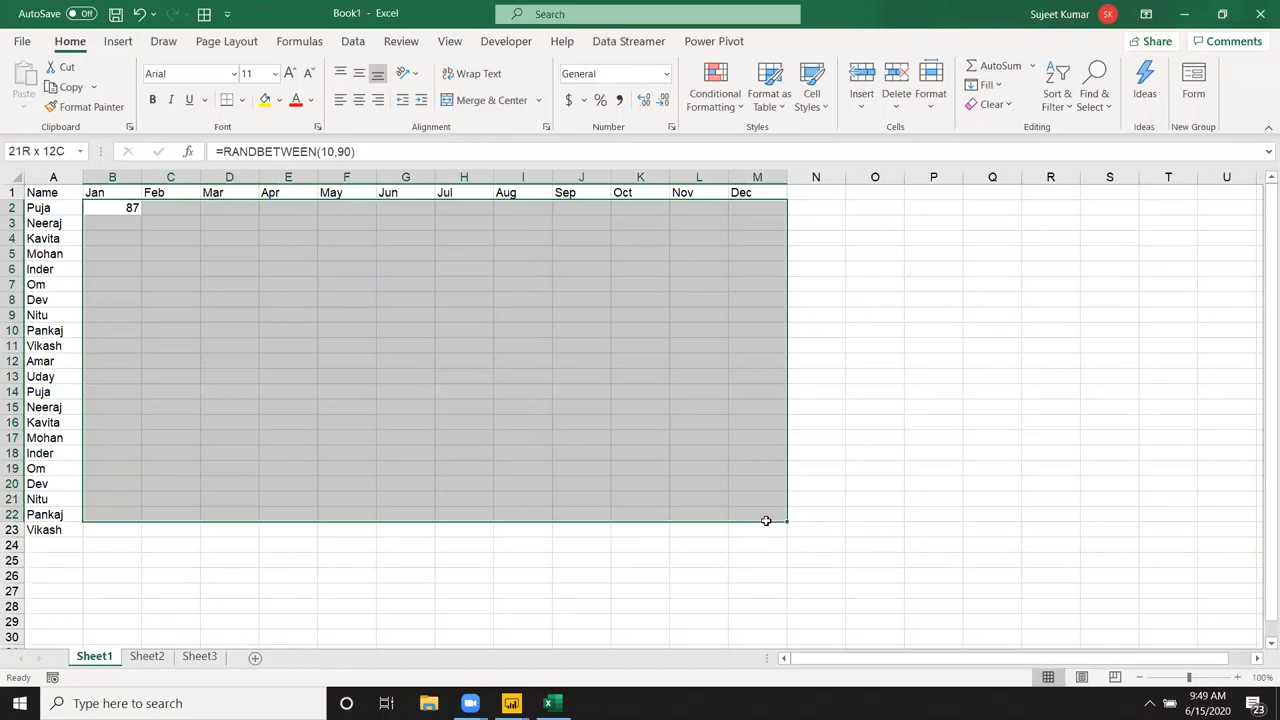 AutoSave Off Book1 - Excel Search Sujeet Kumar SK
File Home Insert Draw Page Layout Formulas Data Review View Developer Help Data Streamer Power Pivot Share Comments
Paste Cut Copy Format Painter Clipboard
Arial 11 A A B I U A Font
Wrap Text Merge & Center Alignment
General $ % , Number
Conditional Formatting Format as Table Cell Styles Styles
Insert Delete Format Cells
AutoSum Fill Clear Sort & Filter Find & Select Editing
Ideas Ideas
Form New Group
21R x 12C fx =RANDBETWEEN(10,90)
A B C D E F G H I J K L M N O P Q R S T U
1 Name Jan Feb Mar Apr May Jun Jul Aug Sep Oct Nov Dec
2 Puja 87
3 Neeraj
4 Kavita
5 Mohan
6 Inder
7 Om
8 Dev
9 Nitu
10 Pankaj
11 Vikash
12 Amar
13 Uday
14 Puja
15 Neeraj
16 Kavita
17 Mohan
18 Inder
19 Om
20 Dev
21 Nitu
22 Pankaj
23 Vikash
24
25
26
27
28
29
30
Sheet1 Sheet2 Sheet3
Ready 100%
Type here to search 9:49 AM
6/15/2020 23